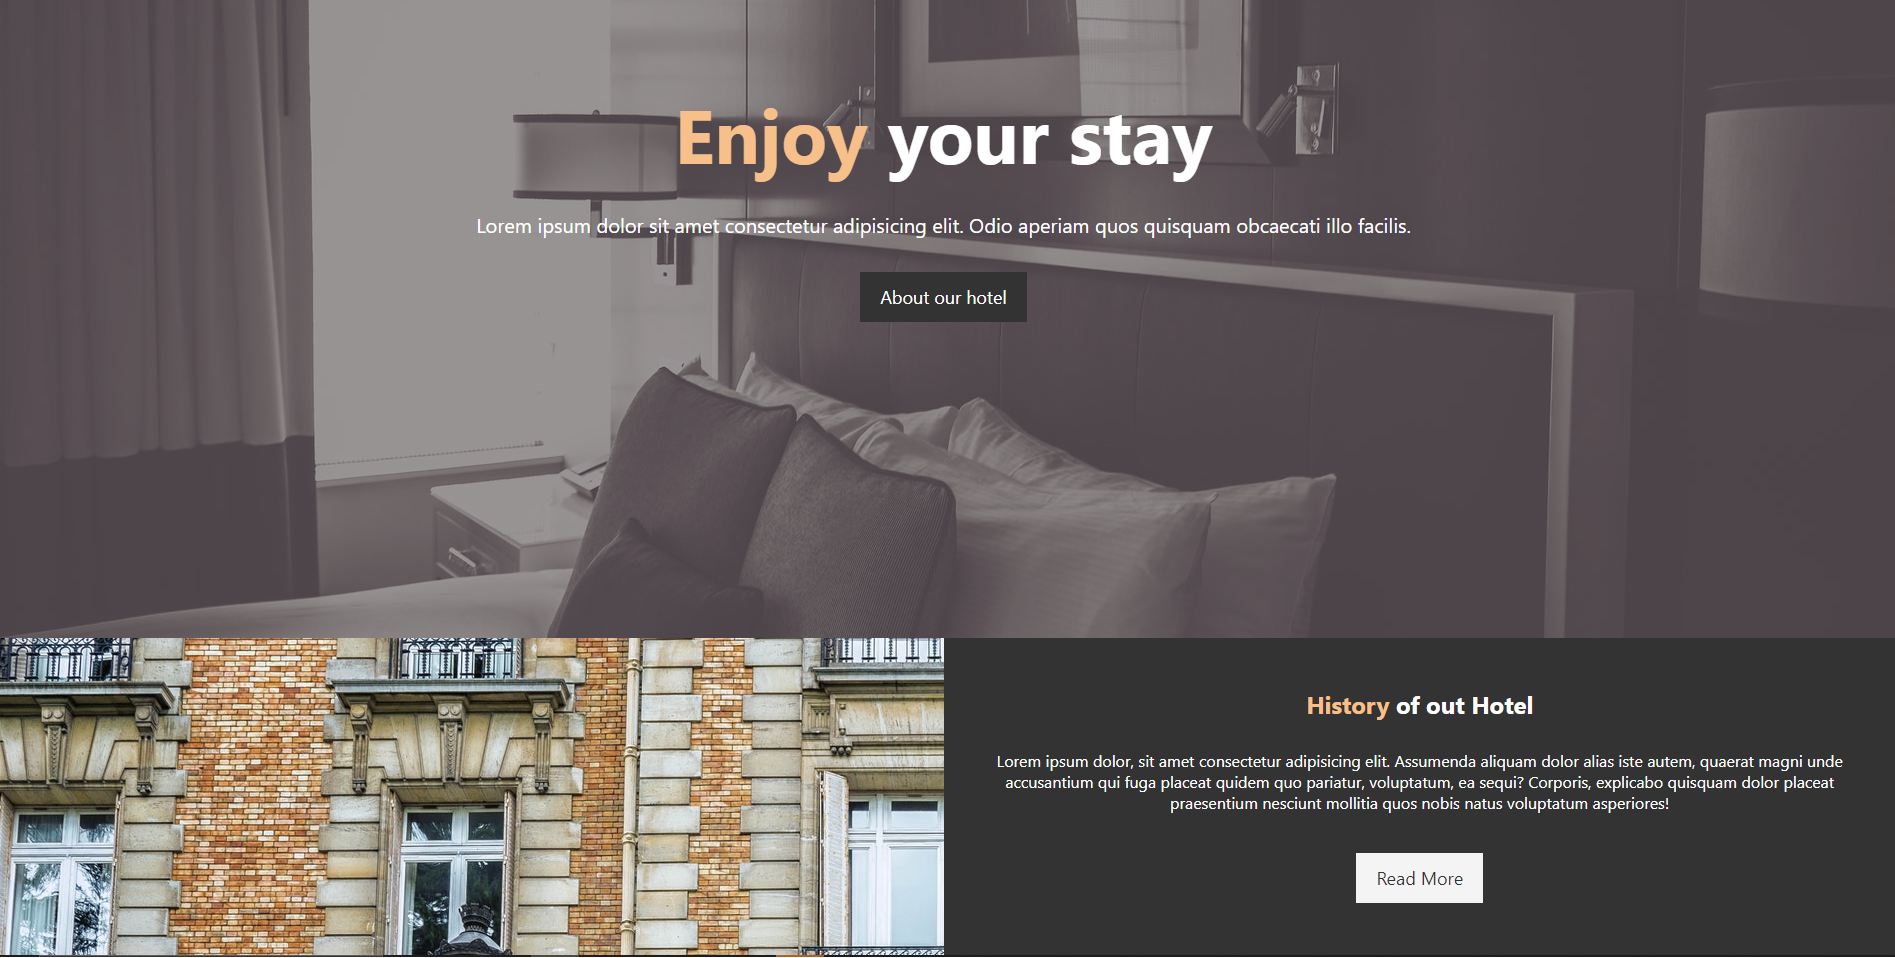 Enjoy your stay
Lorem ipsum dolor sit amet consectetur adipisicing elit. Odio aperiam quos quisquam obcaecati illo facilis.
About our hotel
History of out Hotel
Lorem ipsum dolor, sit amet consectetur adipisicing elit. Assumenda aliquam dolor alias iste autem, quaerat magni unde
accusantium qui fuga placeat quidem quo pariatur, voluptatum, ea sequi? Corporis, explicabo quisquam dolor placeat
praesentium nesciunt mollitia quos nobis natus voluptatum asperiores!
Read More